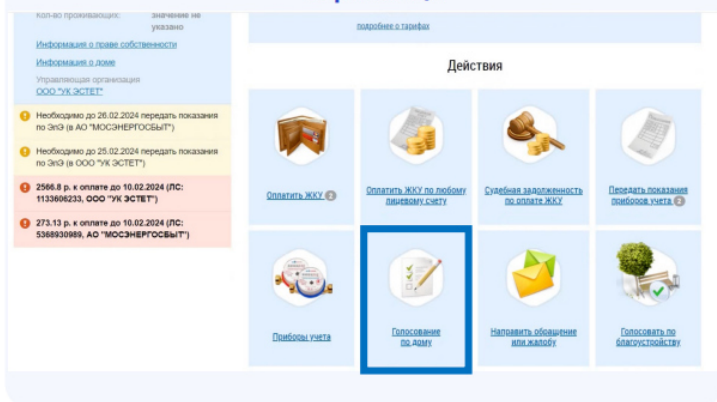 Кол-во проживающих: значение не
указано
Информация о праве собственности
Информация о доме
Управляющая организация
ООО "УК ЭСТЕТ"
Необходимо до 26.02.2024 передать показания
по ЭлЭ (в АО "МОСЭНЕРГОСБЫТ")
Необходимо до 25.02.2024 передать показания
по ЭлЭ (в ООО "УК ЭСТЕТ")
2566.8 р. к оплате до 10.02.2024 (ЛС:
1133606233, ООО "УК ЭСТЕТ")
273.13 р. к оплате до 10.02.2024 (ЛС:
5368930989, АО "МОСЭНЕРГОСБЫТ")
подробнее о тарифах
Действия
Оплатить ЖКУ 2
Оплатить ЖКУ по любому
лицевому счету
Судебная задолженность
по оплате ЖКУ
Передать показания
приборов учета 2
Приборы учета
Голосование
по дому
Направить обращение
или жалобу
Голосовать по
благоустройству